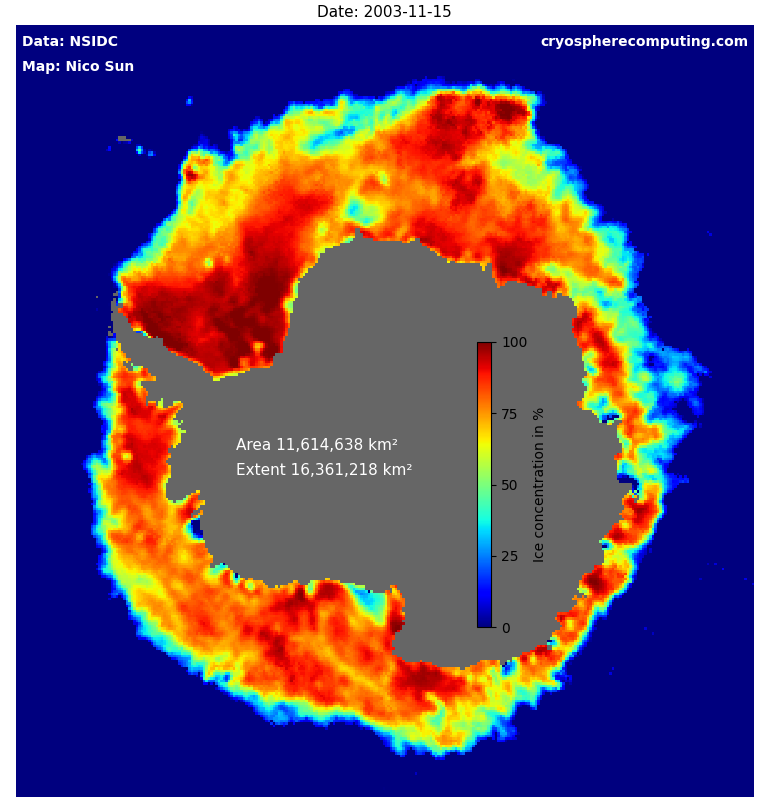 Date: 2003-11-15
Data: NSIDC
cryospherecomputing.com
Map: Nico Sun
100
75
50
25
0
Ice concentration in %
Area 11,614,638 km²
Extent 16,361,218 km²